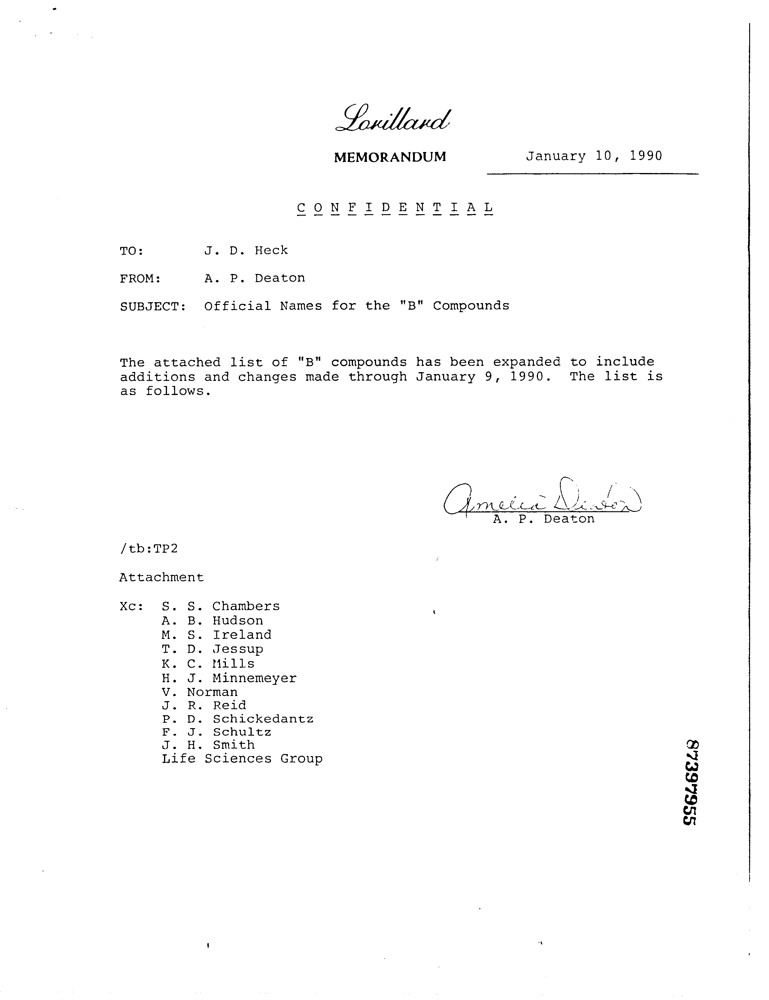 Lorillard
MEMORANDUM January 10, 1990
C O N F I D E N T I A L
TO: J. D. Heck
FROM: A. P. Deaton
SUBJECT: Official Names for the "B" Compounds
The attached list of "B" compounds has been expanded to include
additions and changes made through January 9, 1990. The list is
as follows.
Amelia Deaton
A. P. Deaton
/tb:TP2
Attachment
Xc: S. S. Chambers
A. B. Hudson
M. S. Ireland
T. D. Jessup
K. C. Mills
H. J. Minnemeyer
V. Norman
J. R. Reid
P. D. Schickedantz
F. J. Schultz
J. H. Smith
Life Sciences Group
87397955